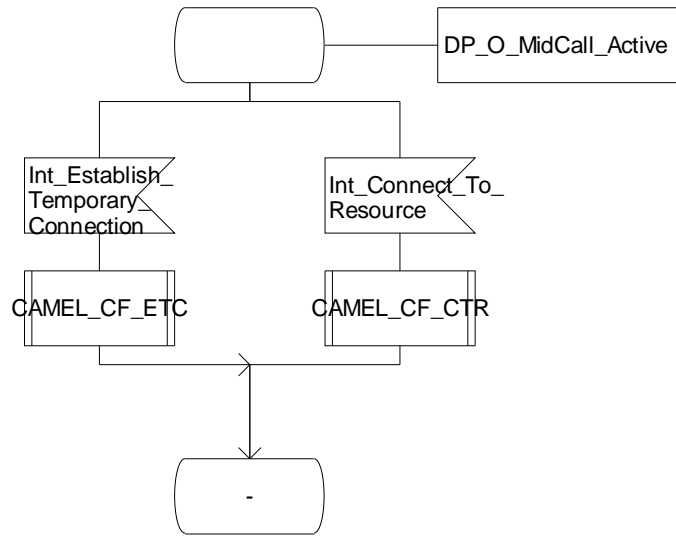 DP_O_MidCall_Active
Int_Establish_
Temporary_
Connection
Int_Connect_To_
Resource
CAMEL_CF_ETC
CAMEL_CF_CTR
-